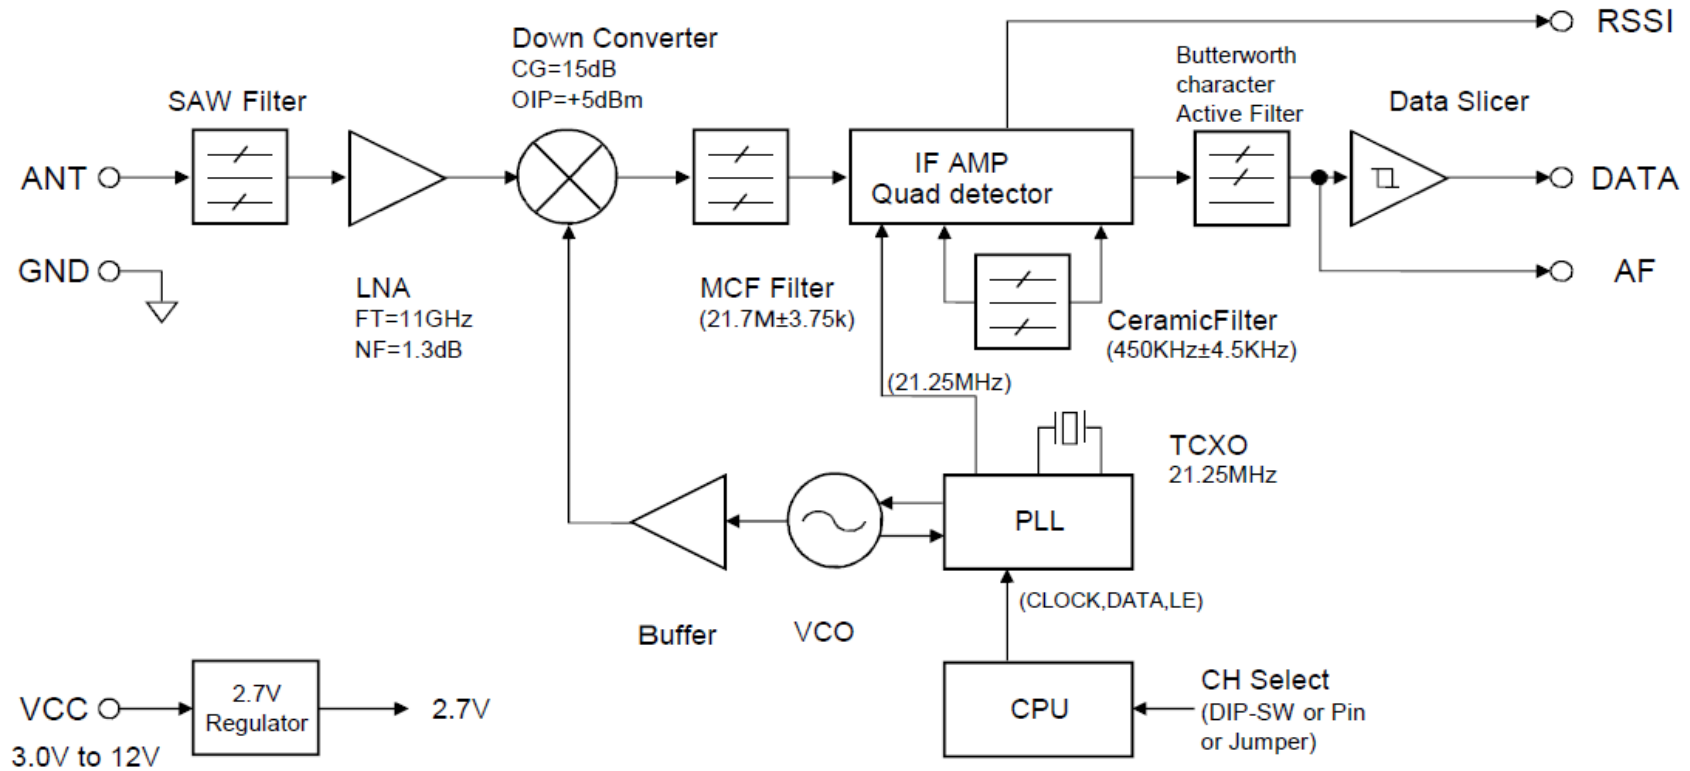 RSSI
Down Converter
CG=15dB
OIP=+5dBm
Butterworth
character
Active Filter
SAW Filter
Data Slicer
ANT
IF AMP
Quad detector
DATA
GND
LNA
FT=11GHz
NF=1.3dB
MCF Filter
(21.7M±3.75k)
CeramicFilter
(450KHz±4.5KHz)
AF
(21.25MHz)
TCXO
21.25MHz
PLL
(CLOCK,DATA,LE)
Buffer
VCO
VCC
3.0V to 12V
2.7V
Regulator
2.7V
CPU
CH Select
(DIP-SW or Pin
or Jumper)